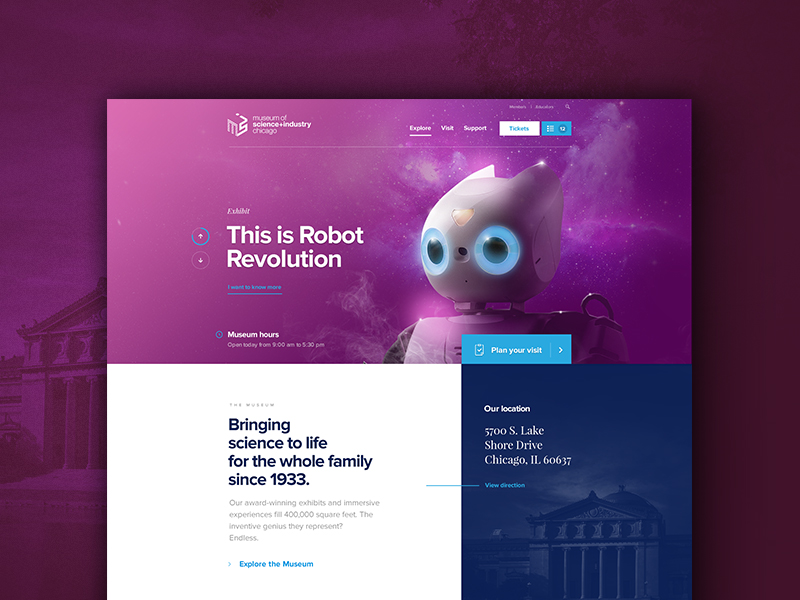 Members | Educators
museum of
science+industry
chicago
Explore Visit Support Tickets 12
Exhibit
This is Robot
Revolution
I want to know more
Museum hours
Open today from 9:00 am to 5:30 pm
Plan your visit
THE MUSEUM
Bringing
science to life
for the whole family
since 1933.
Our award-winning exhibits and immersive
experiences fill 400,000 square feet. The
inventive genius they represent?
Endless.
Explore the Museum
Our location
5700 S. Lake
Shore Drive
Chicago, IL 60637
View direction